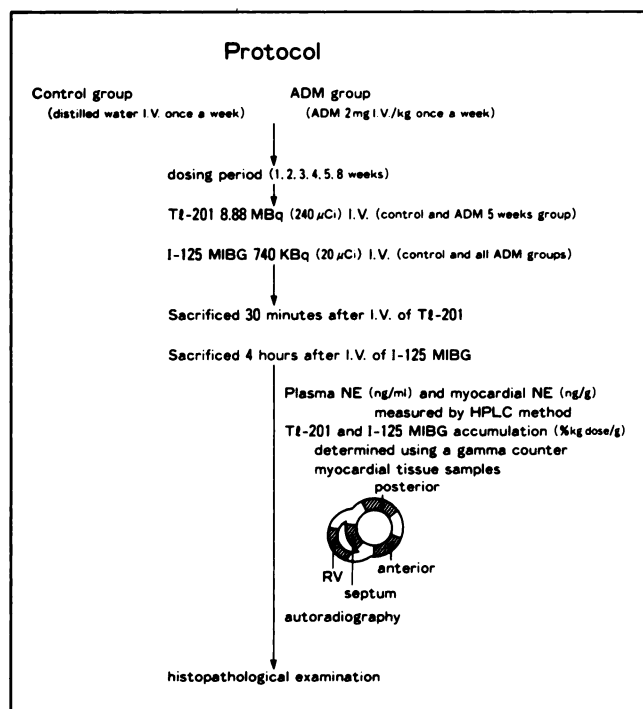 Protocol
Control group ADM group
(distilled water I.V. once a week) (ADM 2mg I.V./kg once a week)
dosing period (1, 2, 3, 4, 5, 8 weeks)
Tℓ-201 8.88 MBq (240 μCi) I.V. (control and ADM 5 weeks group)
I-125 MIBG 740 KBq (20 μCi) I.V. (control and all ADM groups)
Sacrificed 30 minutes after I.V. of Tℓ-201
Sacrificed 4 hours after I.V. of I-125 MIBG
Plasma NE (ng/ml) and myocardial NE (ng/g)
measured by HPLC method
Tℓ-201 and I-125 MIBG accumulation (%kg dose/g)
determined using a gamma counter
myocardial tissue samples
posterior
RV anterior
septum
autoradiography
histopathological examination